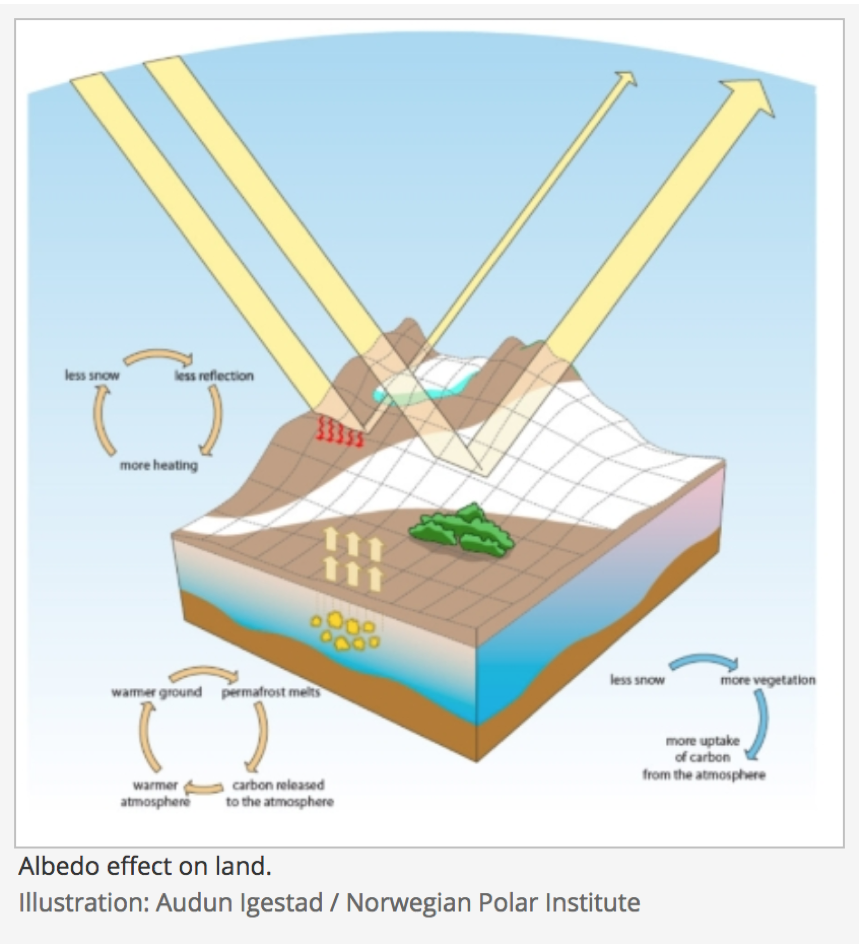 less snow
less reflection
more heating
warmer ground
permafrost melts
warmer
atmosphere
carbon released
to the atmosphere
less snow
more vegetation
more uptake
of carbon
from the atmosphere
Albedo effect on land.
Illustration: Audun Igestad / Norwegian Polar Institute